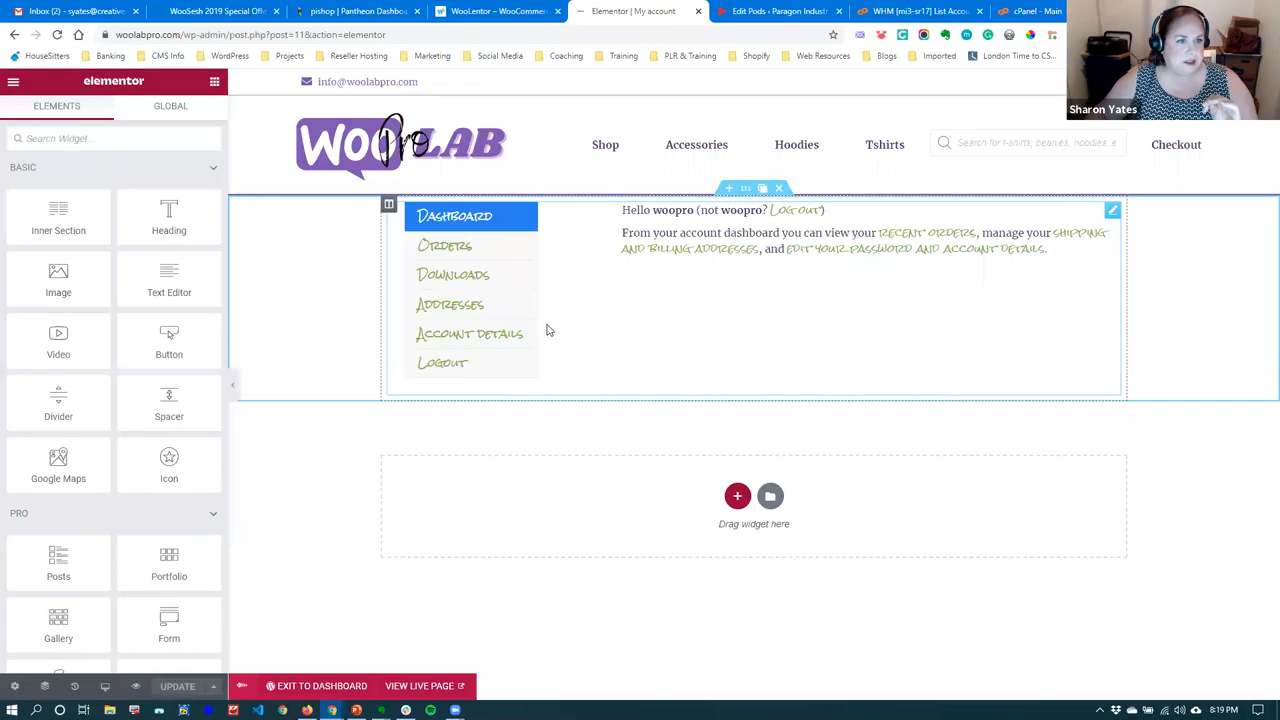 Inbox (2) - syates@creative
WooSesh 2019 Special Offe
pishop | Pantheon Dashboa
WooLentor – WooCommer
Elementor | My account
Edit Pods ‹ Paragon Industr
WHM [mi3-sr17] List Accou
cPanel - Main
woolabpro.com/wp-admin/post.php?post=11&action=elementor
HouseSitters
Banking
CMS Info
WordPress
Projects
Reseller Hosting
Marketing
Social Media
Coaching
Training
PLR & Training
Shopify
Web Resources
Blogs
Imported
London Time to CS...
Sharon Yates
elementor
ELEMENTS
GLOBAL
Search Widget...
BASIC
Inner Section
Heading
Image
Text Editor
Video
Button
Divider
Spacer
Google Maps
Icon
PRO
Posts
Portfolio
Gallery
Form
UPDATE
EXIT TO DASHBOARD
VIEW LIVE PAGE
info@woolabpro.com
WOO Pro LAB
Shop
Accessories
Hoodies
Tshirts
Search for t-shirts, beanies, hoodies, e
Checkout
Dashboard
Orders
Downloads
Addresses
Account details
Logout
Hello woopro (not woopro? Log out)
From your account dashboard you can view your recent orders, manage your shipping
and billing addresses, and edit your password and account details.
Drag widget here
8:19 PM